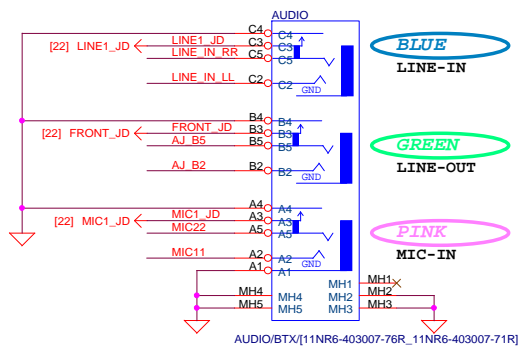 AUDIO
C4 C4
[22] LINE1_JD LINE1_JD C3 C3
LINE_IN_RR C5 C5
LINE_IN_LL C2 C2
GND
BLUE
LINE-IN
B4 B4
[22] FRONT_JD FRONT_JD B3 B3
AJ_B5 B5 B5
AJ_B2 B2 B2
GND
GREEN
LINE-OUT
A4 A4
[22] MIC1_JD MIC1_JD A3 A3
MIC22 A5 A5
MIC11 A2 A2
GND
A1 A1
PINK
MIC-IN
MH1 MH1
MH4 MH4 MH2 MH2
MH5 MH5 MH3 MH3
AUDIO/BTX/[11NR6-403007-76R_11NR6-403007-71R]